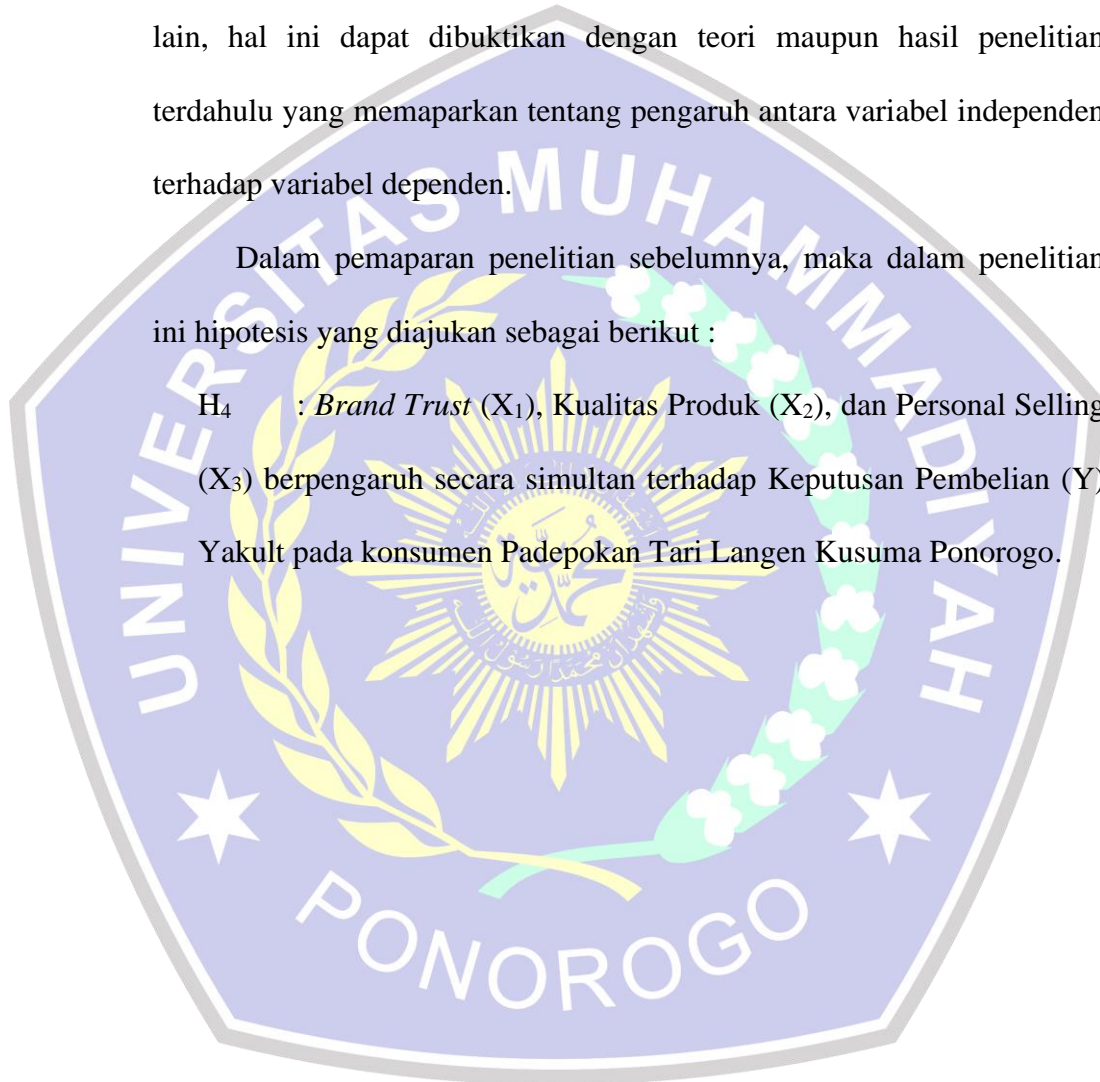 lain, hal ini dapat dibuktikan dengan teori maupun hasil penelitian
terdahulu yang memaparkan tentang pengaruh antara variabel independen
terhadap variabel dependen.
Dalam pemaparan penelitian sebelumnya, maka dalam penelitian
ini hipotesis yang diajukan sebagai berikut :
H₄ : Brand Trust (X₁), Kualitas Produk (X₂), dan Personal Selling
(X₃) berpengaruh secara simultan terhadap Keputusan Pembelian (Y)
Yakult pada konsumen Padepokan Tari Langen Kusuma Ponorogo.
UNIVERSITAS MUHAMMADIYAH
PONOROGO
محمدية